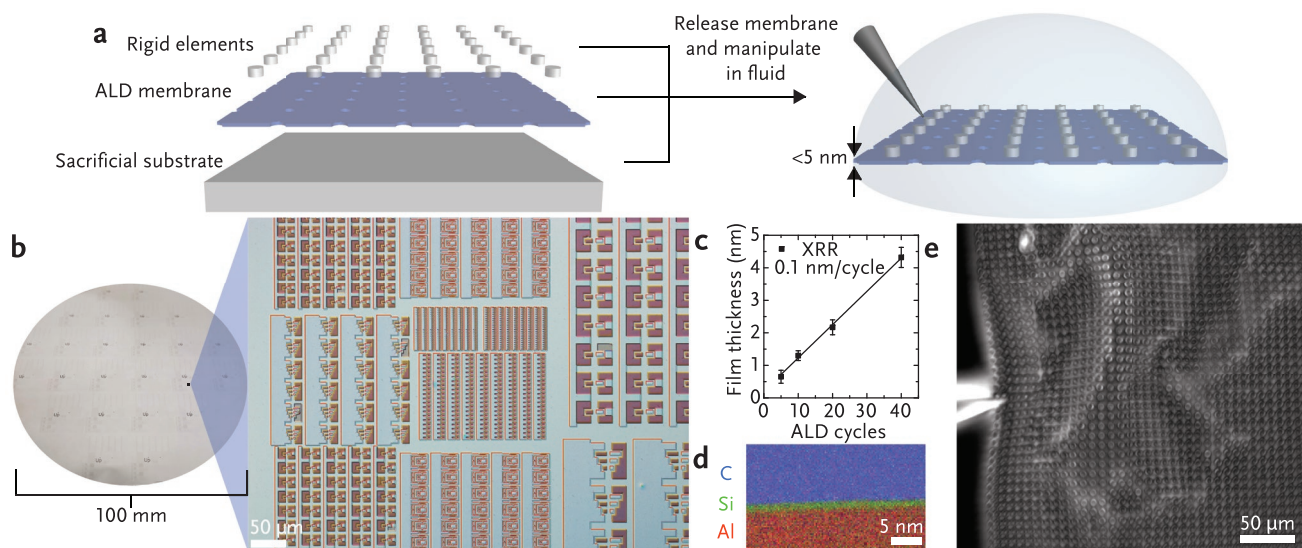 a
Rigid elements
ALD membrane
Sacrificial substrate
Release membrane
and manipulate
in fluid
<5 nm
b
100 mm
50 µm
c
Film thickness (nm)
5
4
3
2
1
0
XRR
0.1 nm/cycle
0 10 20 30 40
ALD cycles
d
C
Si
Al
5 nm
e
50 µm